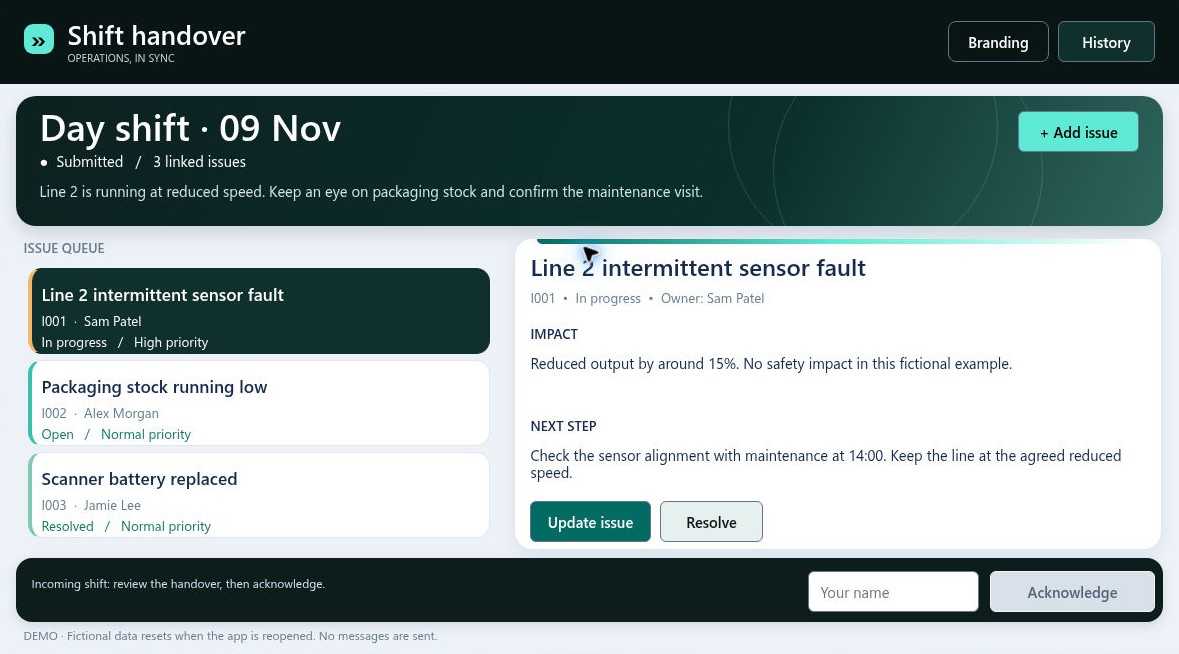 »
Shift handover
OPERATIONS, IN SYNC
Branding
History
Day shift · 09 Nov
● Submitted / 3 linked issues
Line 2 is running at reduced speed. Keep an eye on packaging stock and confirm the maintenance visit.
+ Add issue
ISSUE QUEUE
Line 2 intermittent sensor fault
I001 · Sam Patel
In progress / High priority
Packaging stock running low
I002 · Alex Morgan
Open / Normal priority
Scanner battery replaced
I003 · Jamie Lee
Resolved / Normal priority
Line 2 intermittent sensor fault
I001 • In progress • Owner: Sam Patel
IMPACT
Reduced output by around 15%. No safety impact in this fictional example.
NEXT STEP
Check the sensor alignment with maintenance at 14:00. Keep the line at the agreed reduced
speed.
Update issue
Resolve
Incoming shift: review the handover, then acknowledge.
Your name
Acknowledge
DEMO · Fictional data resets when the app is reopened. No messages are sent.